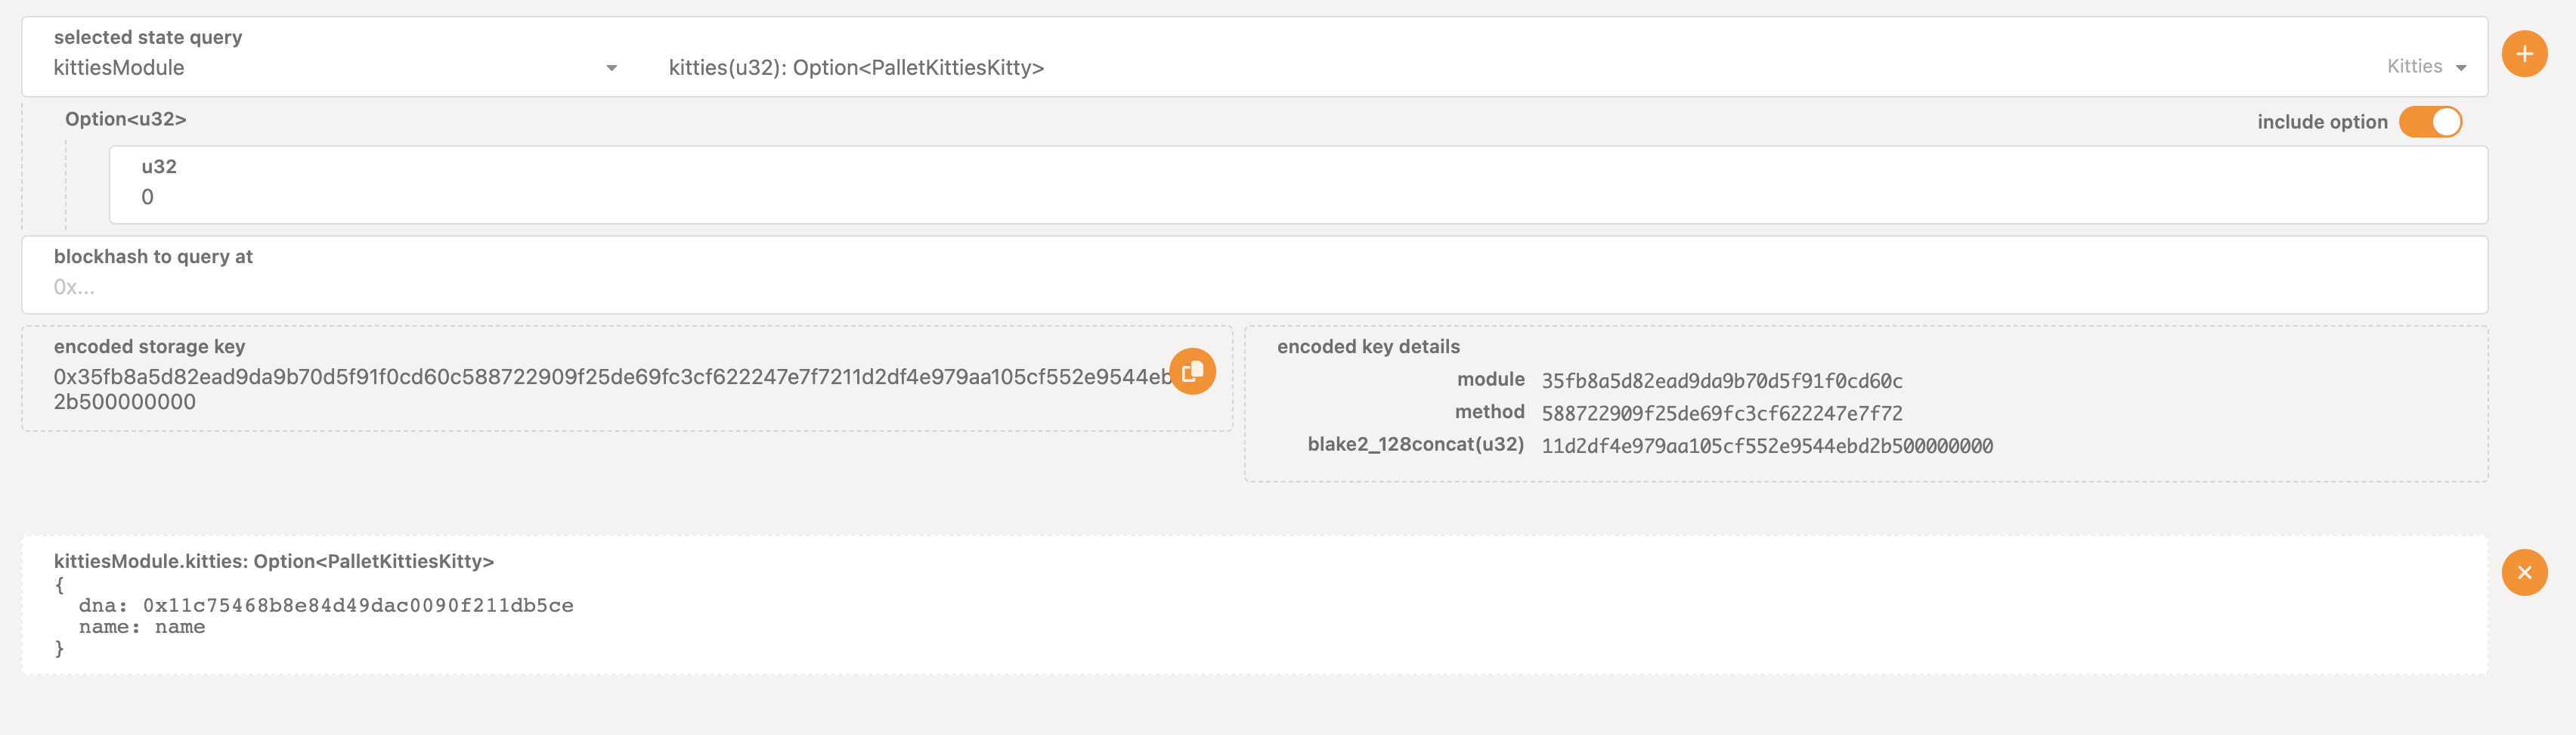 selected state query
kittiesModule
kitties(u32): Option<PalletKittiesKitty>
Kitties
Option<u32>
include option
u32
0
blockhash to query at
0x...
encoded storage key
0x35fb8a5d82ead9da9b70d5f91f0cd60c588722909f25de69fc3cf622247e7f7211d2df4e979aa105cf552e9544eb
2b500000000
encoded key details
module 35fb8a5d82ead9da9b70d5f91f0cd60c
method 588722909f25de69fc3cf622247e7f72
blake2_128concat(u32) 11d2df4e979aa105cf552e9544ebd2b500000000
kittiesModule.kitties: Option<PalletKittiesKitty>
{
dna: 0x11c75468b8e84d49dac0090f211db5ce
name: name
}